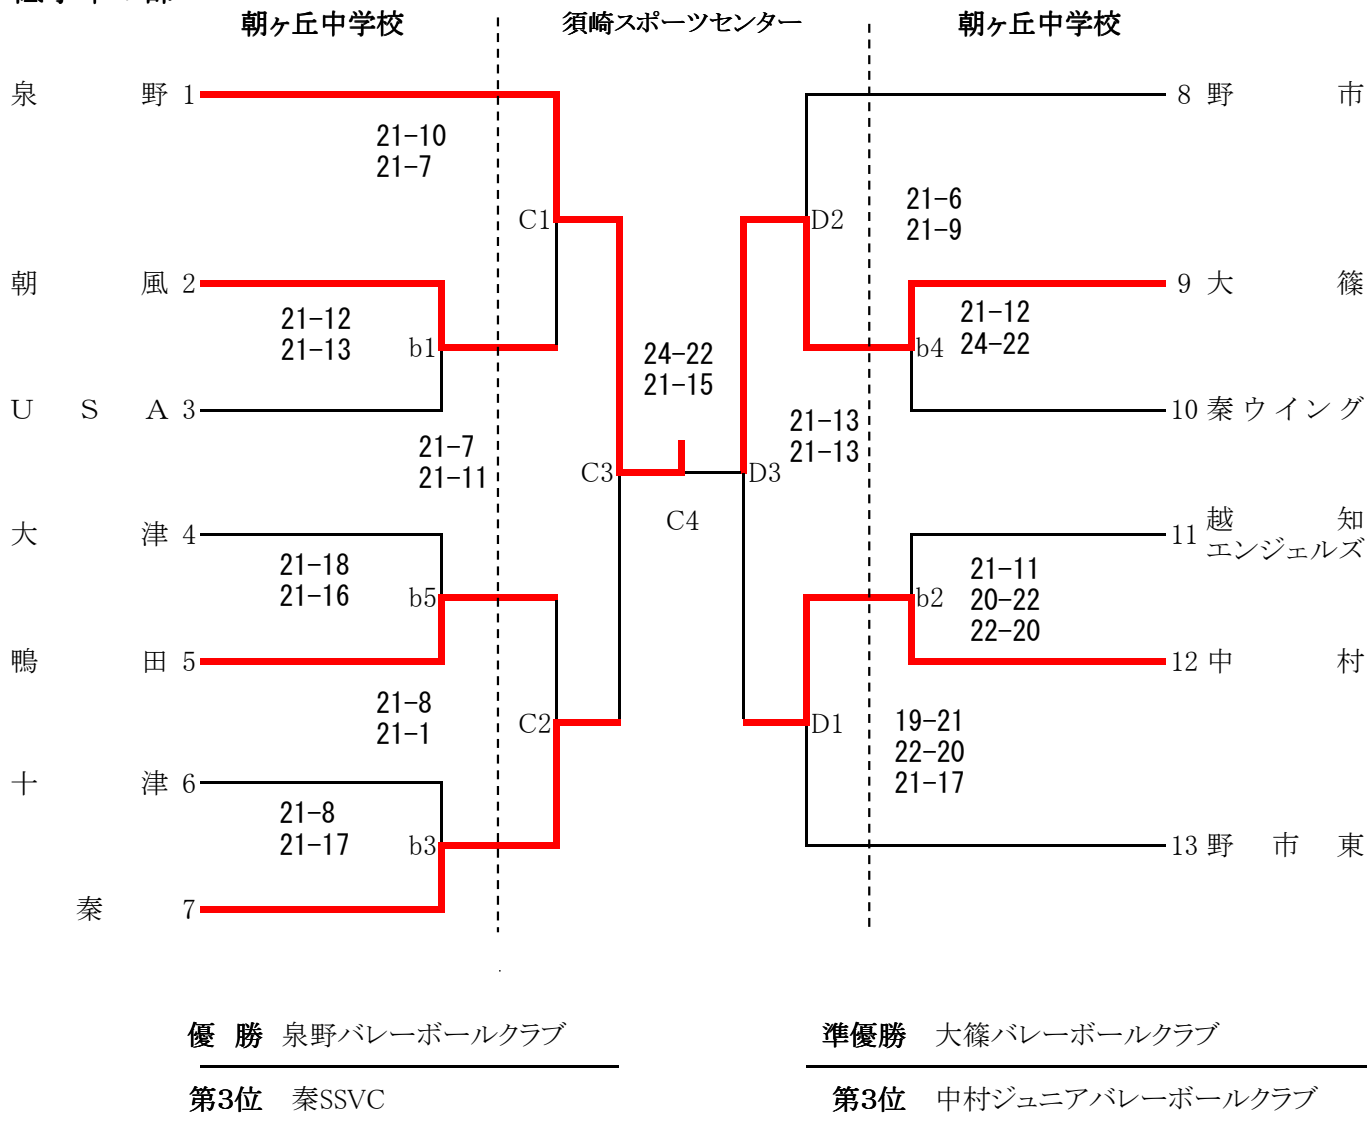 朝ヶ丘中学校 須崎スポーツセンター 朝ヶ丘中学校
泉野 1
8 野市
21-10
21-7
21-6
21-9
C1
D2
朝風 2
9 大篠
21-12
21-13
b1
21-12
24-22
b4
24-22
21-15
USA 3
10 秦ウイング
21-13
21-13
21-7
21-11
C3
D3
C4
大津 4
11 越知
エンジェルズ
21-18
21-16
b5
21-11
20-22
22-20
b2
鴨田 5
12 中村
21-8
21-1
C2
D1
19-21
22-20
21-17
十津 6
21-8
21-17
b3
13 野市東
秦 7
優勝 泉野バレーボールクラブ
準優勝 大篠バレーボールクラブ
第3位 秦SSVC
第3位 中村ジュニアバレーボールクラブ